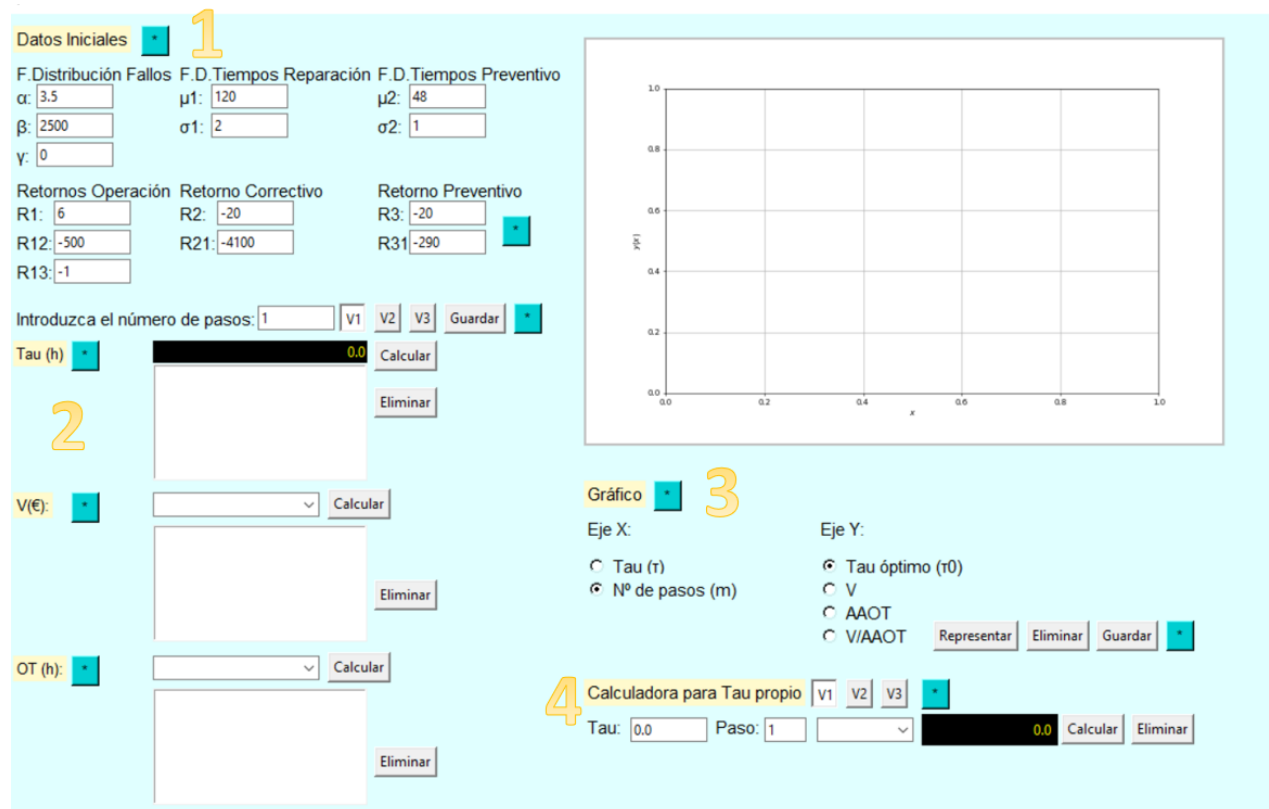 Datos Iniciales * 1
F.Distribución Fallos F.D.Tiempos Reparación F.D.Tiempos Preventivo
α: 3.5 μ1: 120 μ2: 48
β: 2500 σ1: 2 σ2: 1
γ: 0
Retornos Operación Retorno Correctivo Retorno Preventivo
R1: 6 R2: -20 R3: -20
R12: -500 R21: -4100 R31 -290 *
R13: -1
Introduzca el número de pasos: 1 V1 V2 V3 Guardar *
Tau (h) * 0.0 Calcular
Eliminar
2
V(€): * Calcular
Eliminar
OT (h): * Calcular
Eliminar
1.0
0.8
0.6
0.4
0.2
0.0
y(x)
0.0 0.2 0.4 0.6 0.8 1.0
x
Gráfico * 3
Eje X: Eje Y:
Tau (τ) Tau óptimo (τ0)
Nº de pasos (m) V
AAOT
V/AAOT Representar Eliminar Guardar *
4 Calculadora para Tau propio V1 V2 V3 *
Tau: 0.0 Paso: 1 0.0 Calcular Eliminar